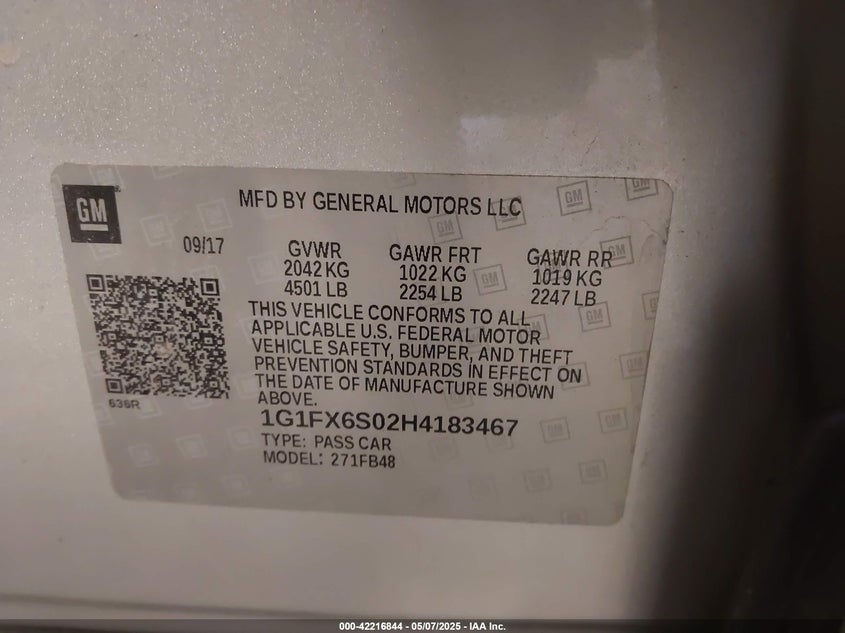 GM
MFD BY GENERAL MOTORS LLC
09/17
GVWR
2042 KG
4501 LB
GAWR FRT
1022 KG
2254 LB
GAWR RR
1019 KG
2247 LB
THIS VEHICLE CONFORMS TO ALL
APPLICABLE U.S. FEDERAL MOTOR
VEHICLE SAFETY, BUMPER, AND THEFT
PREVENTION STANDARDS IN EFFECT ON
THE DATE OF MANUFACTURE SHOWN
ABOVE.
636R
1G1FX6S02H4183467
TYPE: PASS CAR
MODEL: 271FB48
000-42216844 — 05/07/2025 - IAA Inc.